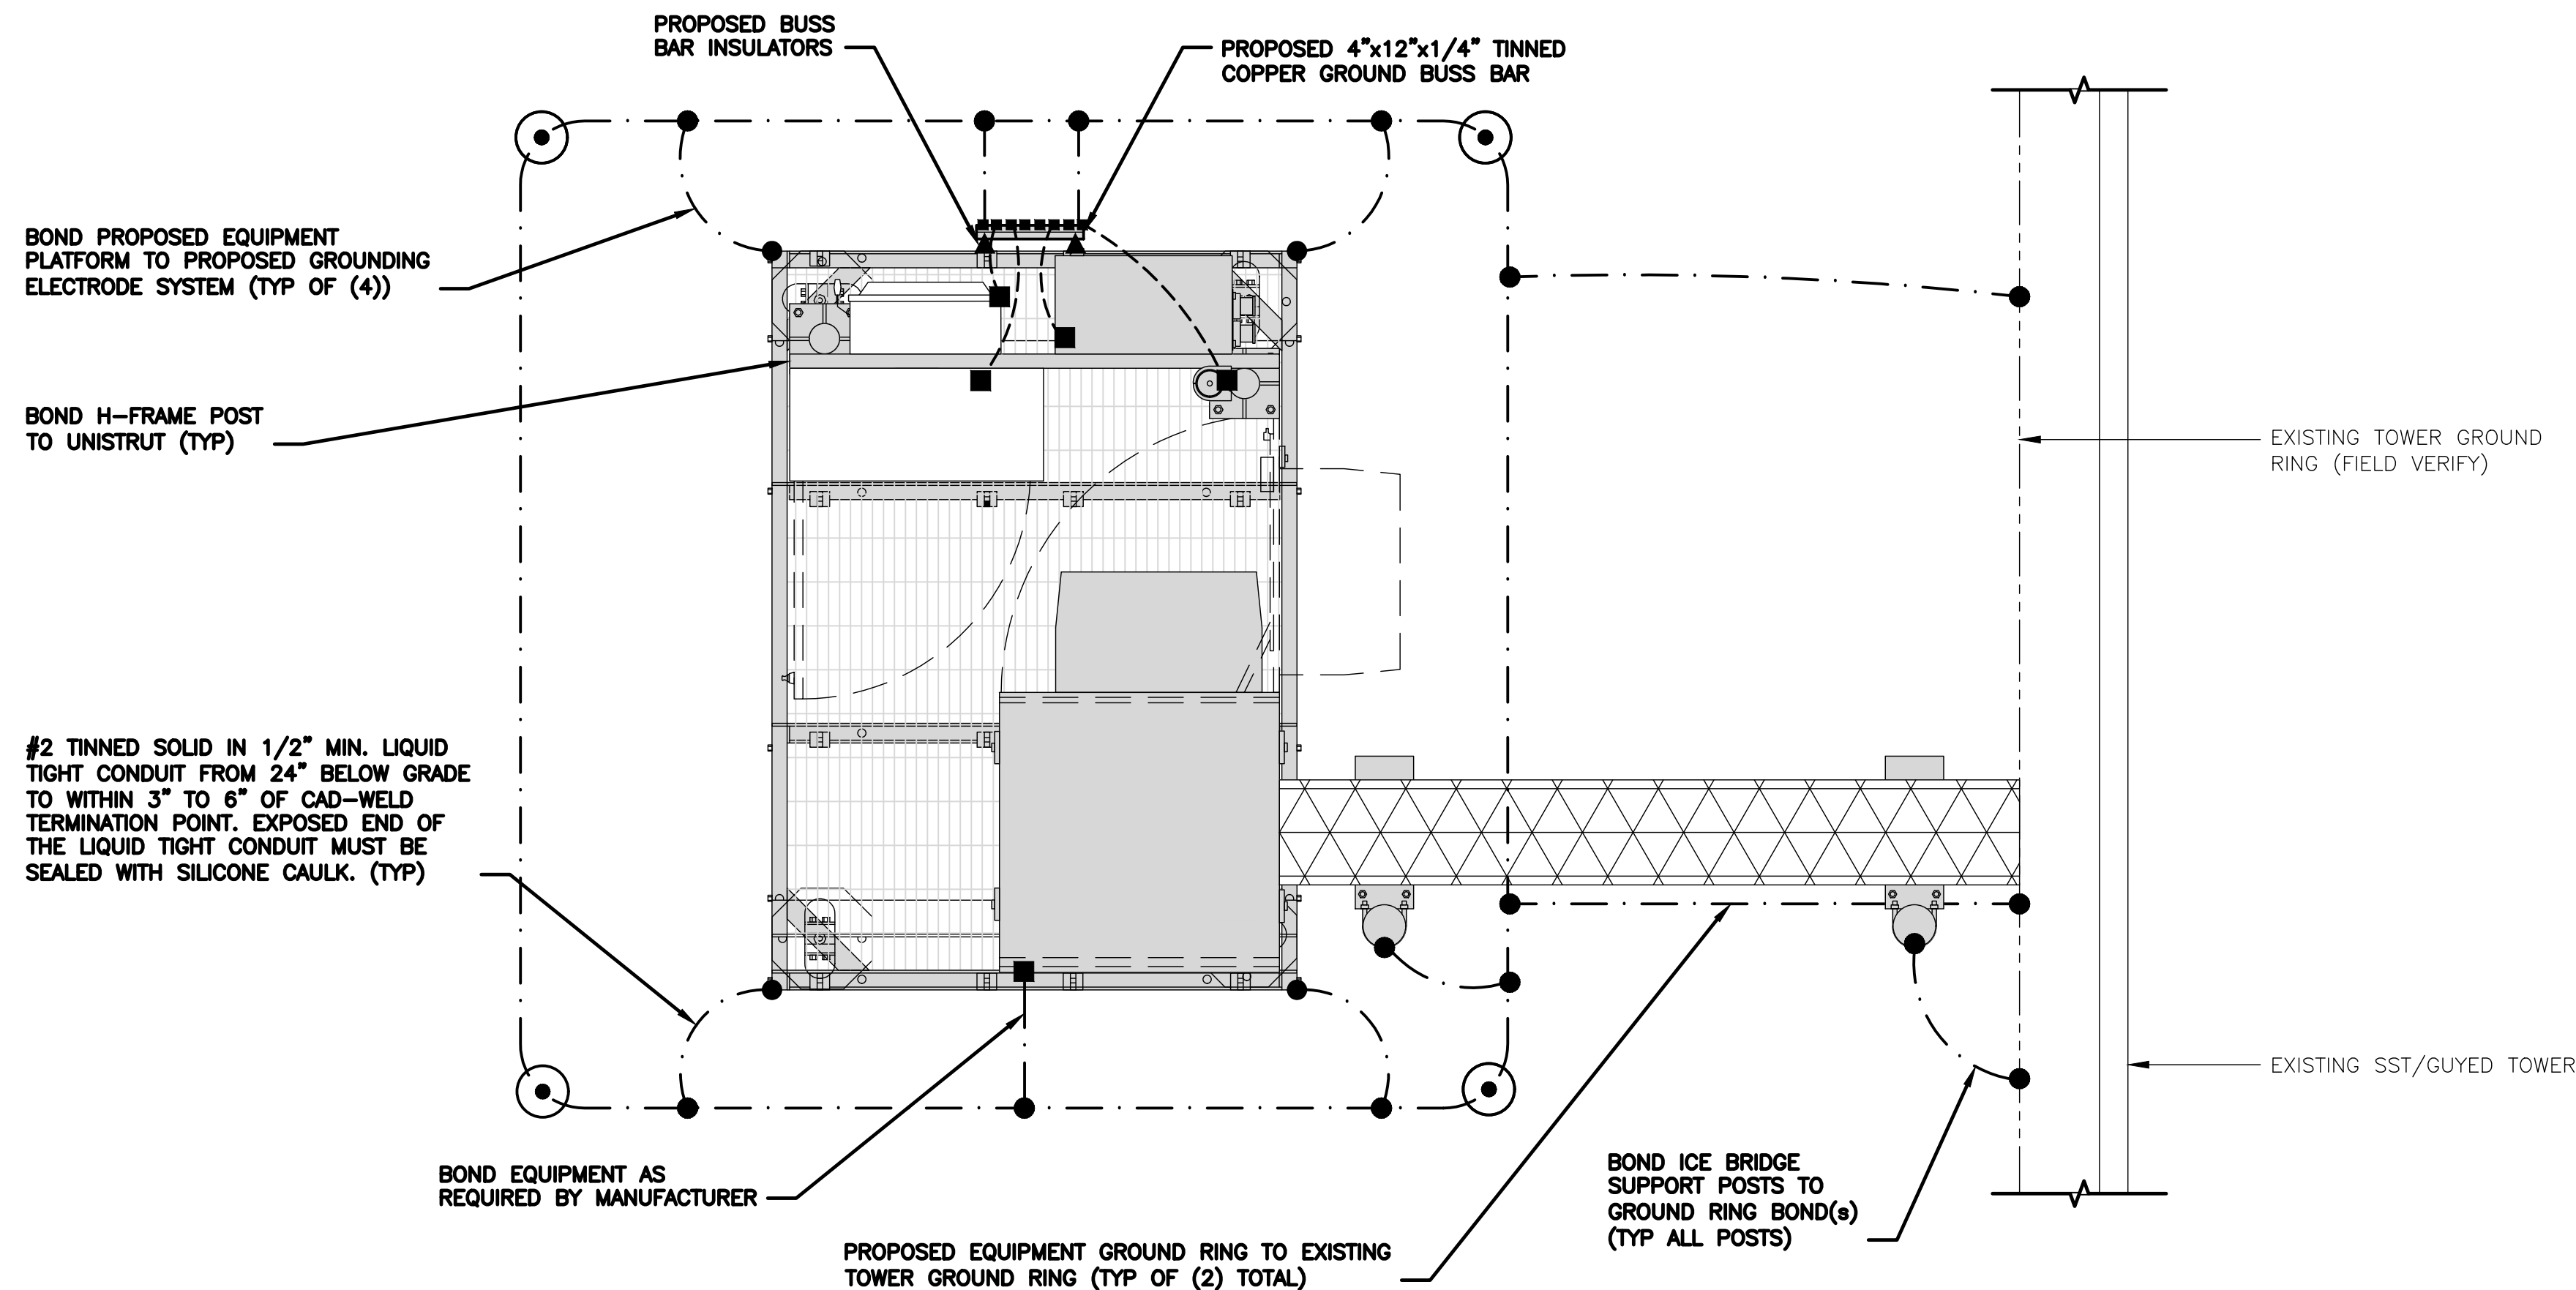 PROPOSED BUSS
BAR INSULATORS
PROPOSED 4"x12"x1/4" TINNED
COPPER GROUND BUSS BAR
BOND PROPOSED EQUIPMENT
PLATFORM TO PROPOSED GROUNDING
ELECTRODE SYSTEM (TYP OF (4))
BOND H-FRAME POST
TO UNISTRUT (TYP)
EXISTING TOWER GROUND
RING (FIELD VERIFY)
#2 TINNED SOLID IN 1/2" MIN. LIQUID
TIGHT CONDUIT FROM 24" BELOW GRADE
TO WITHIN 3" TO 6" OF CAD-WELD
TERMINATION POINT. EXPOSED END OF
THE LIQUID TIGHT CONDUIT MUST BE
SEALED WITH SILICONE CAULK. (TYP)
EXISTING SST/GUYED TOWER
BOND EQUIPMENT AS
REQUIRED BY MANUFACTURER
BOND ICE BRIDGE
SUPPORT POSTS TO
GROUND RING BOND(s)
(TYP ALL POSTS)
PROPOSED EQUIPMENT GROUND RING TO EXISTING
TOWER GROUND RING (TYP OF (2) TOTAL)